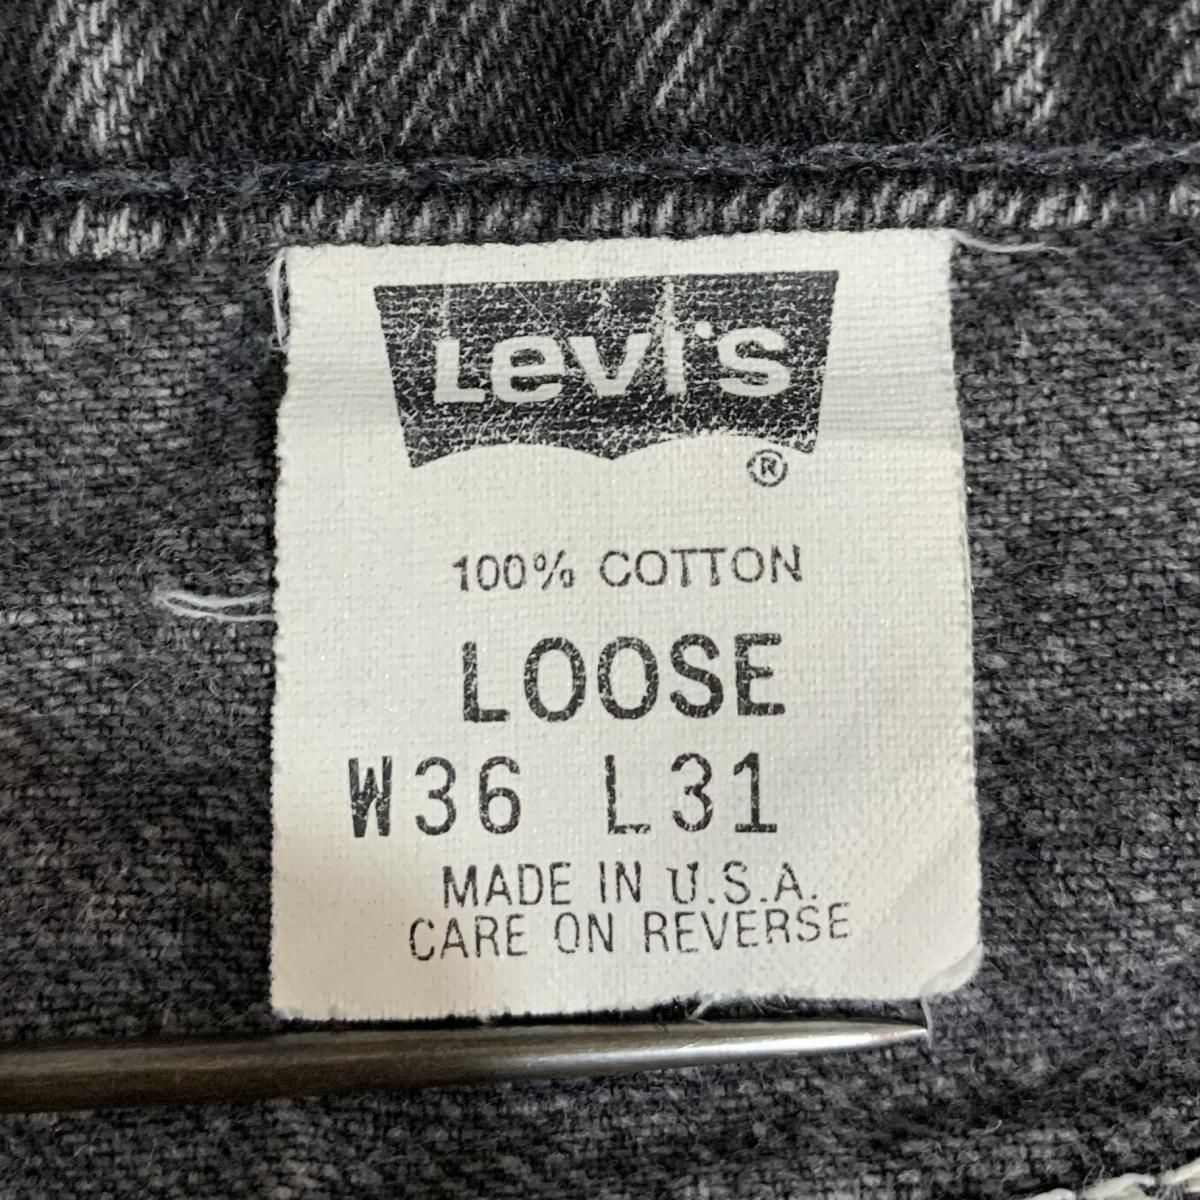 Levi's
®
100% COTTON
LOOSE
W36 L31
MADE IN U.S.A.
CARE ON REVERSE